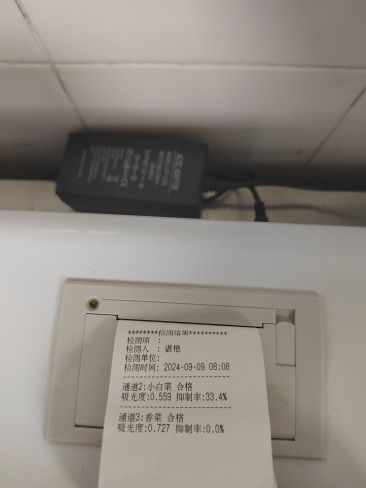 ********检测结果**********
检测项 :
检测人 : 谌艳
检测单位:
检测时间: 2024-09-09 08:08
--------------------------
通道2:小白菜 合格
吸光度:0.559 抑制率:33.4%
--------------------------
通道3:香菜 合格
吸光度:0.727 抑制率:0.0%